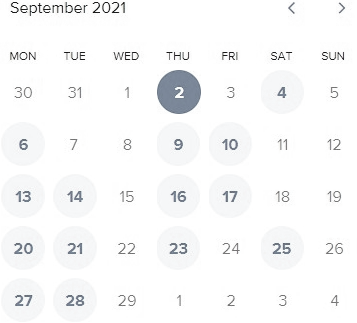 September 2021
MON TUE WED THU FRI SAT SUN
30 31 1 2 3 4 5
6 7 8 9 10 11 12
13 14 15 16 17 18 19
20 21 22 23 24 25 26
27 28 29 1 2 3 4